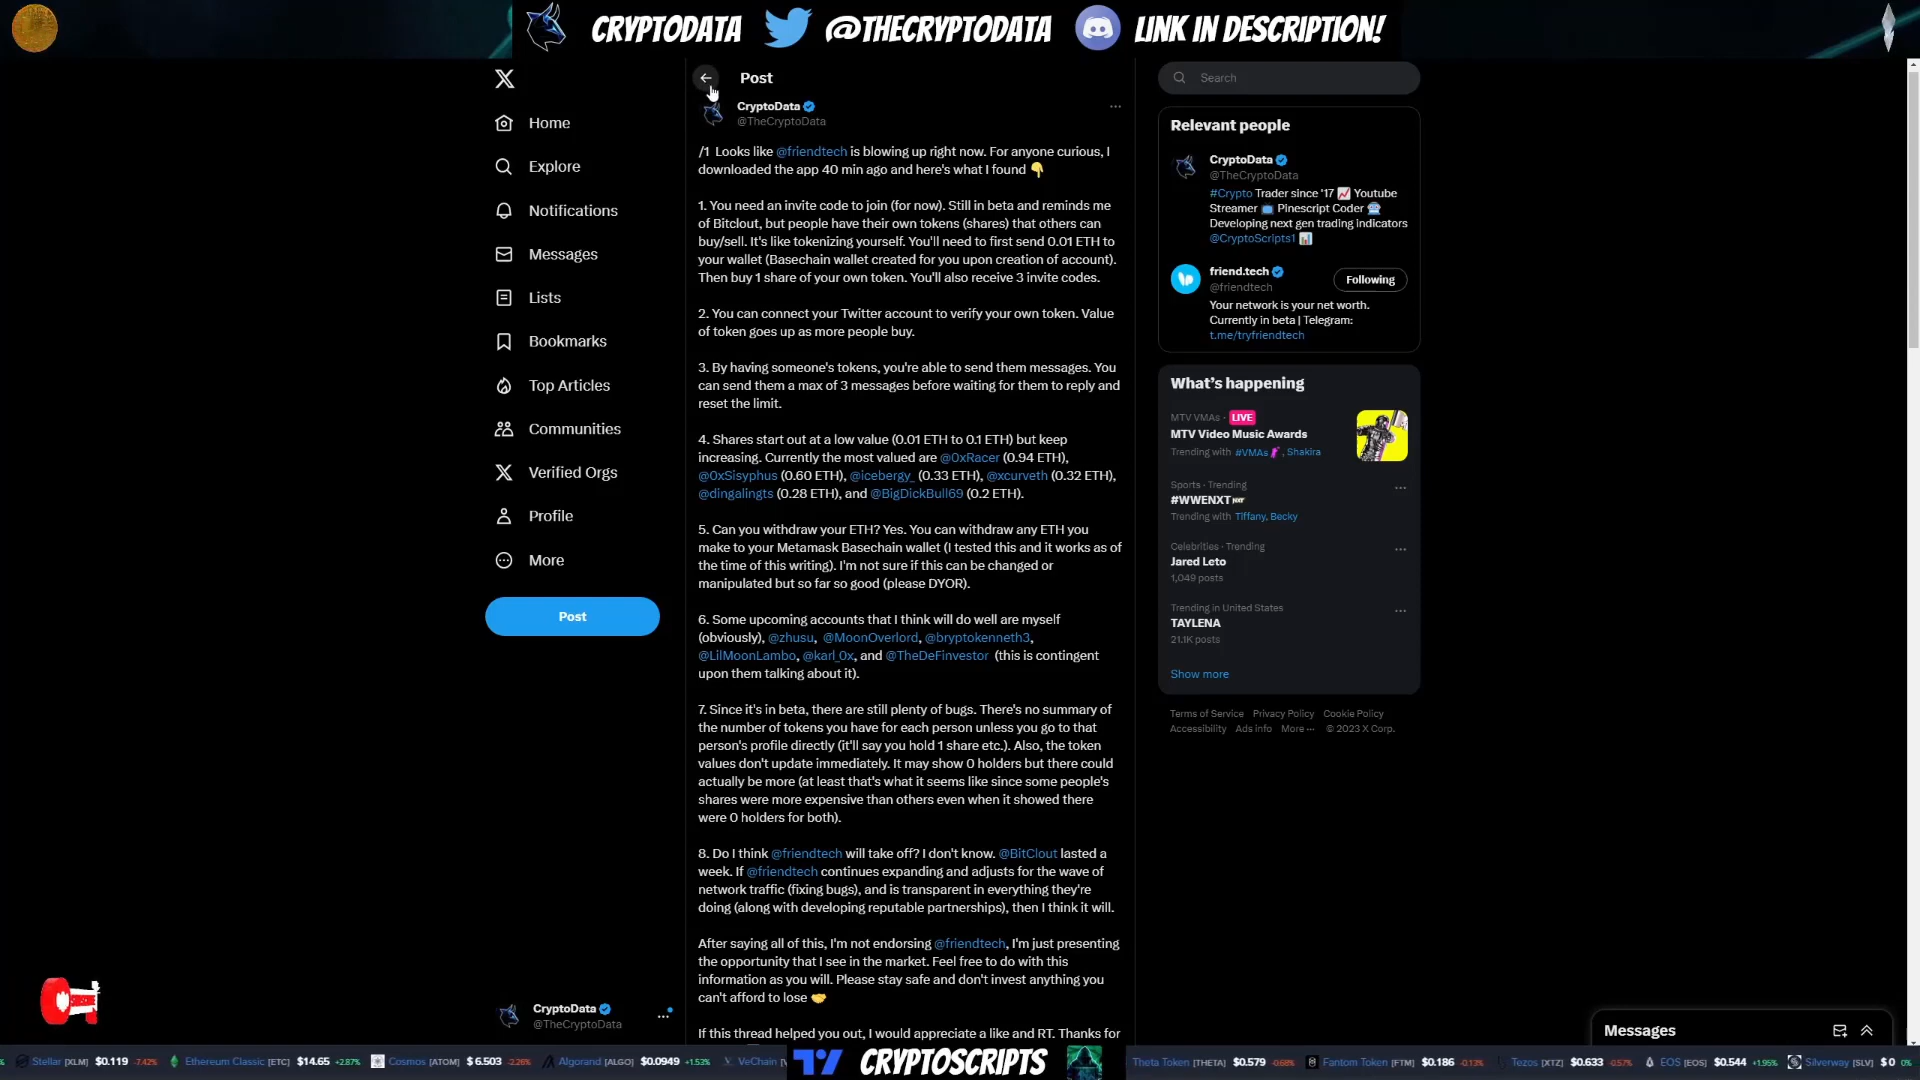 CRYPTODATA @THECRYPTODATA LINK IN DESCRIPTION!
Home
Explore
Notifications
Messages
Lists
Bookmarks
Top Articles
Communities
Verified Orgs
Profile
More
Post
CryptoData
@TheCryptoData
Post
CryptoData
@TheCryptoData
/1 Looks like @friendtech is blowing up right now. For anyone curious, I
downloaded the app 40 min ago and here's what I found 👇
1. You need an invite code to join (for now). Still in beta and reminds me
of Bitclout, but people have their own tokens (shares) that others can
buy/sell. It's like tokenizing yourself. You'll need to first send 0.01 ETH to
your wallet (Basechain wallet created for you upon creation of account).
Then buy 1 share of your own token. You'll also receive 3 invite codes.
2. You can connect your Twitter account to verify your own token. Value
of token goes up as more people buy.
3. By having someone's tokens, you're able to send them messages. You
can send them a max of 3 messages before waiting for them to reply and
reset the limit.
4. Shares start out at a low value (0.01 ETH to 0.1 ETH) but keep
increasing. Currently the most valued are @0xRacer (0.94 ETH),
@0xSisyphus (0.60 ETH), @icebergy_ (0.33 ETH), @xcurveth (0.32 ETH),
@dingalingts (0.28 ETH), and @BigDickBull69 (0.2 ETH).
5. Can you withdraw your ETH? Yes. You can withdraw any ETH you
make to your Metamask Basechain wallet (I tested this and it works as of
the time of this writing). I'm not sure if this can be changed or
manipulated but so far so good (please DYOR).
6. Some upcoming accounts that I think will do well are myself
(obviously), @zhusu, @MoonOverlord, @bryptokenneth3,
@LilMoonLambo, @karl_0x, and @TheDeFinvestor (this is contingent
upon them talking about it).
7. Since it's in beta, there are still plenty of bugs. There's no summary of
the number of tokens you have for each person unless you go to that
person's profile directly (it'll say you hold 1 share etc.). Also, the token
values don't update immediately. It may show 0 holders but there could
actually be more (at least that's what it seems like since some people's
shares were more expensive than others even when it showed there
were 0 holders for both).
8. Do I think @friendtech will take off? I don't know. @BitClout lasted a
week. If @friendtech continues expanding and adjusts for the wave of
network traffic (fixing bugs), and is transparent in everything they're
doing (along with developing reputable partnerships), then I think it will.
After saying all of this, I'm not endorsing @friendtech, I'm just presenting
the opportunity that I see in the market. Feel free to do with this
information as you will. Please stay safe and don't invest anything you
can't afford to lose 🤝
If this thread helped you out, I would appreciate a like and RT. Thanks for
Search
Relevant people
CryptoData
@TheCryptoData
#Crypto Trader since '17 📈 Youtube
Streamer 📺 Pinescript Coder 🤖
Developing next gen trading indicators
@CryptoScripts1 📊
friend.tech
@friendtech
Following
Your network is your net worth.
Currently in beta | Telegram:
t.me/tryfriendtech
What's happening
MTV VMAs · LIVE
MTV Video Music Awards
Trending with #VMAs, Shakira
Sports · Trending
#WWENXT
Trending with Tiffany, Becky
Celebrities · Trending
Jared Leto
1,049 posts
Trending in United States
TAYLENA
21.1K posts
Show more
Terms of Service Privacy Policy Cookie Policy
Accessibility Ads info More ··· © 2023 X Corp.
Messages
% Stellar [XLM] $0.119 -7.42% Ethereum Classic [ETC] $14.65 +2.87% Cosmos [ATOM] $6.503 -2.26% Algorand [ALGO] $0.0949 +1.53% VeChain CRYPTOSCRIPTS Theta Token [THETA] $0.579 -0.68% Fantom Token [FTM] $0.186 -0.13% Tezos [XTZ] $0.633 -0.57% EOS [EOS] $0.544 +1.95% Silverway [SLV] $0 0%